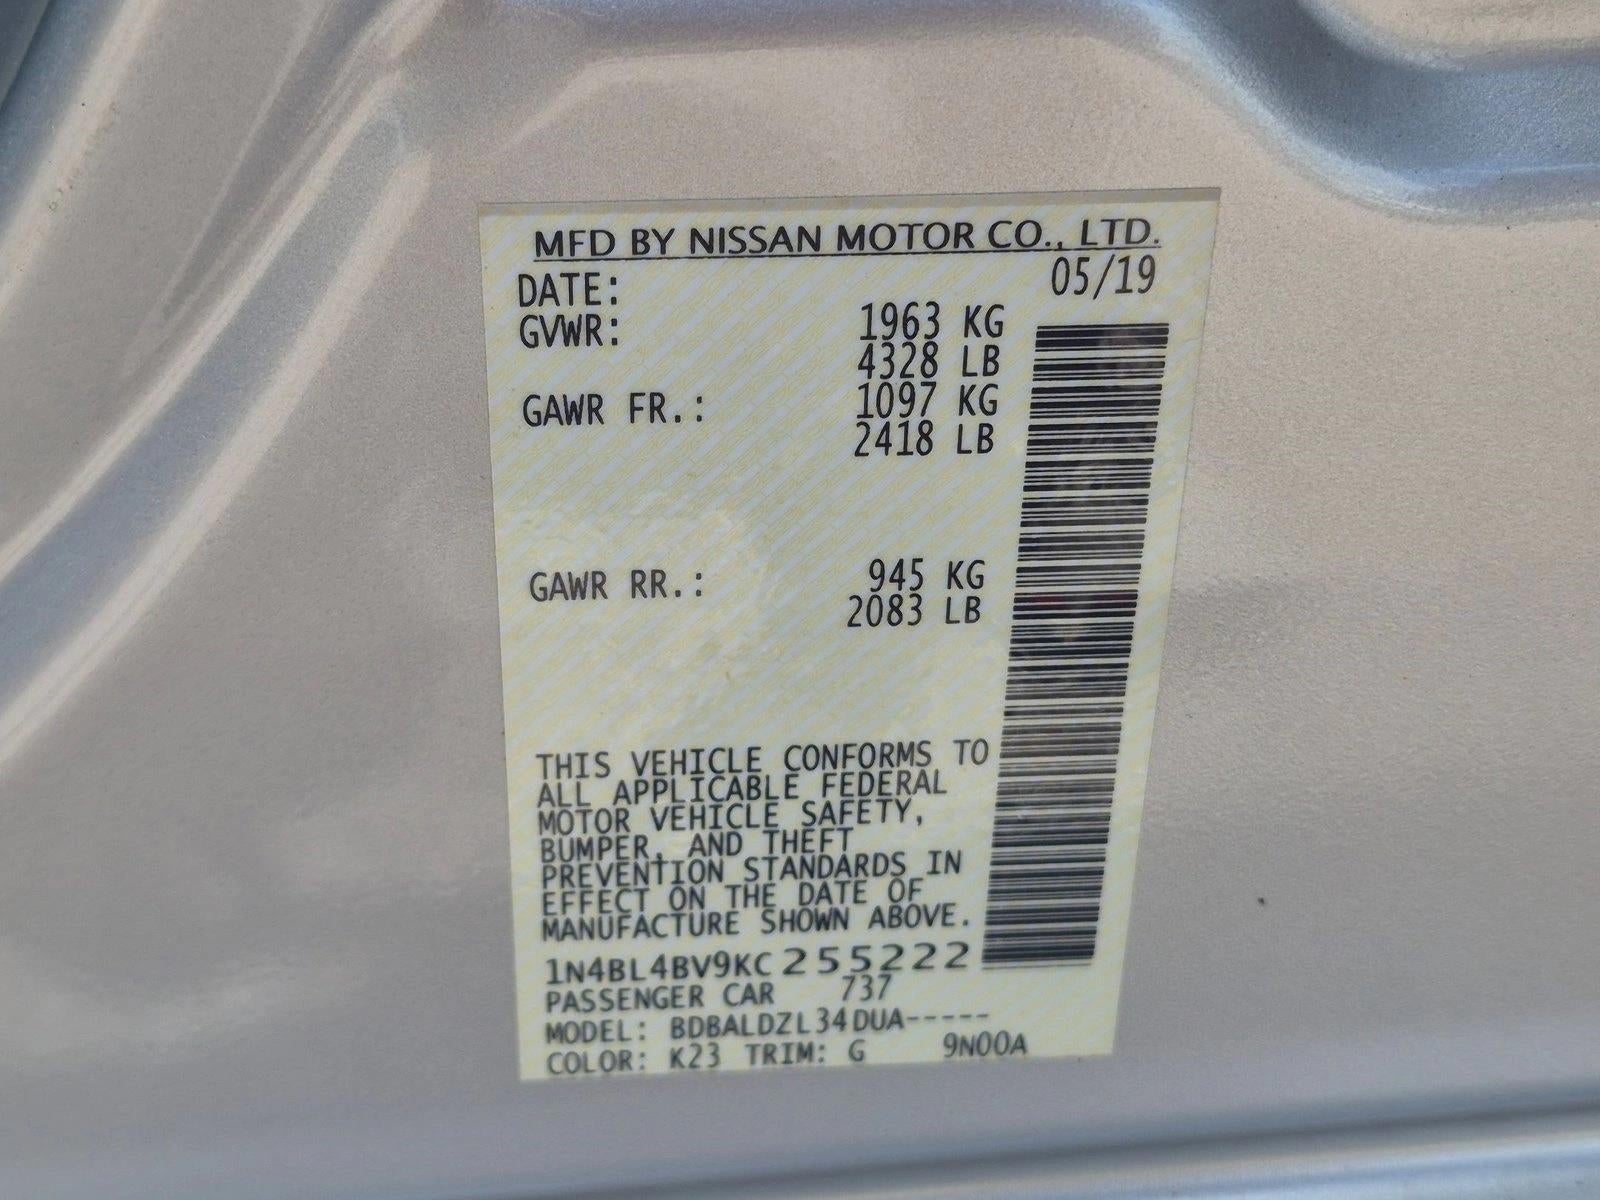 MFD BY NISSAN MOTOR CO., LTD.
DATE: 05/19
GVWR: 1963 KG
4328 LB
GAWR FR.: 1097 KG
2418 LB
GAWR RR.: 945 KG
2083 LB
THIS VEHICLE CONFORMS TO
ALL APPLICABLE FEDERAL
MOTOR VEHICLE SAFETY,
BUMPER, AND THEFT
PREVENTION STANDARDS IN
EFFECT ON THE DATE OF
MANUFACTURE SHOWN ABOVE.
1N4BL4BV9KC255222
PASSENGER CAR 737
MODEL: BDBALDZL34DUA-----
COLOR: K23 TRIM: G 9N00A